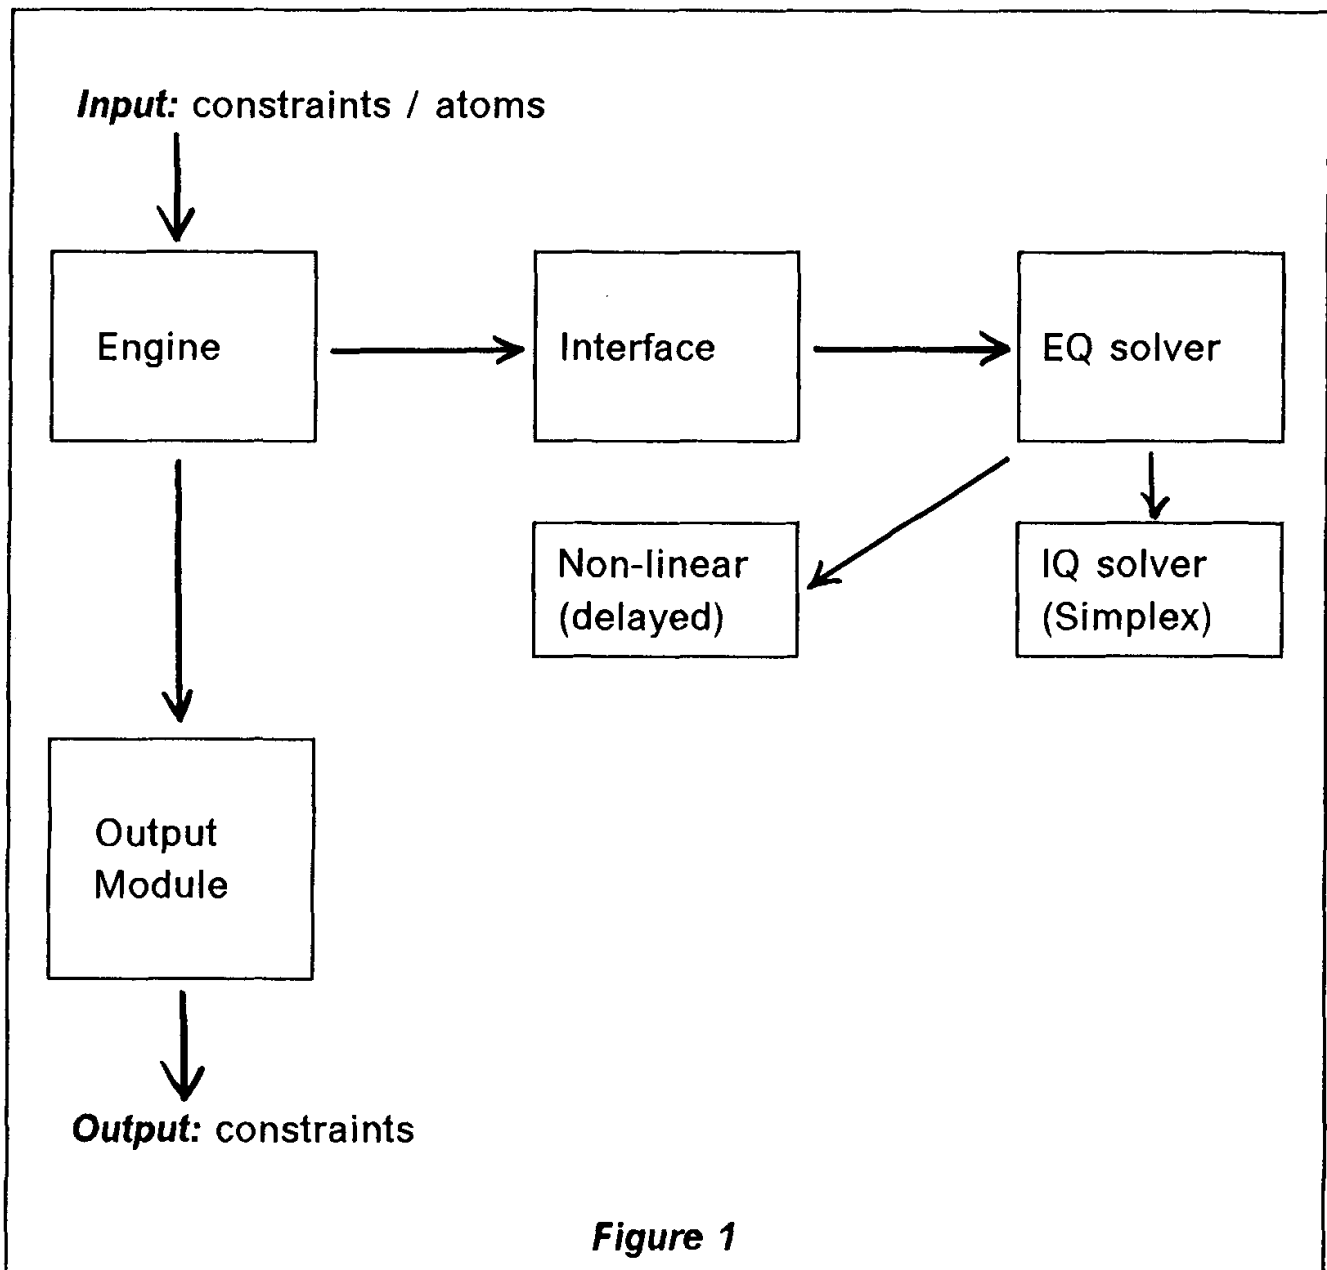 Input: constraints / atoms
Engine
Interface
EQ solver
Non-linear
(delayed)
IQ solver
(Simplex)
Output
Module
Output: constraints
Figure 1